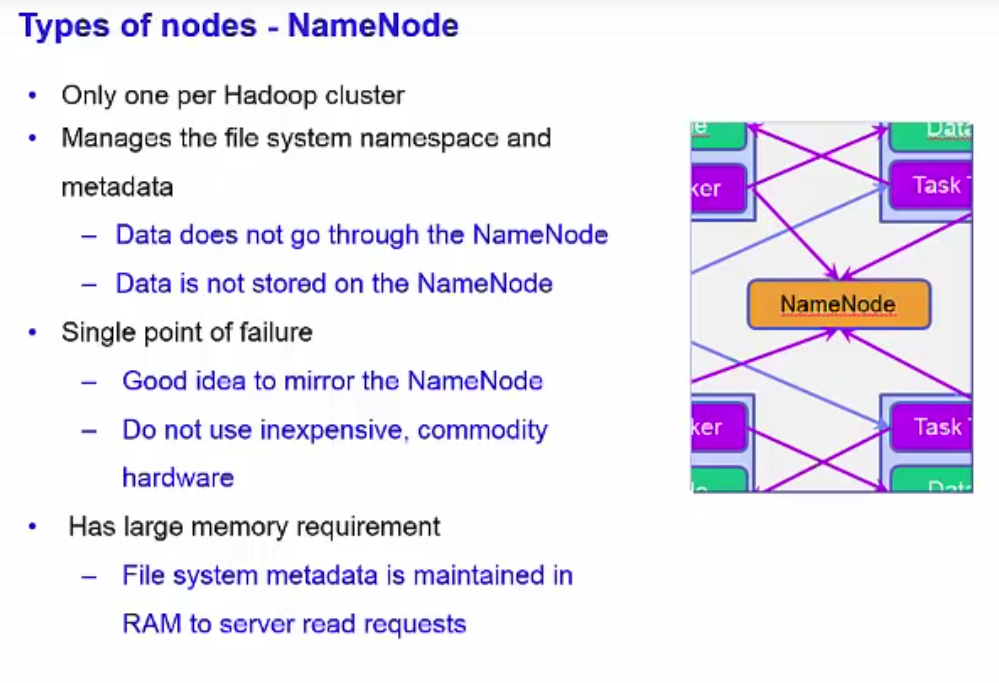 Types of nodes - NameNode
• Only one per Hadoop cluster
• Manages the file system namespace and
metadata
– Data does not go through the NameNode
– Data is not stored on the NameNode
• Single point of failure
– Good idea to mirror the NameNode
– Do not use inexpensive, commodity
hardware
• Has large memory requirement
– File system metadata is maintained in
RAM to server read requests
e
Data
ker
Task T
NameNode
ker
Task T
le
Data